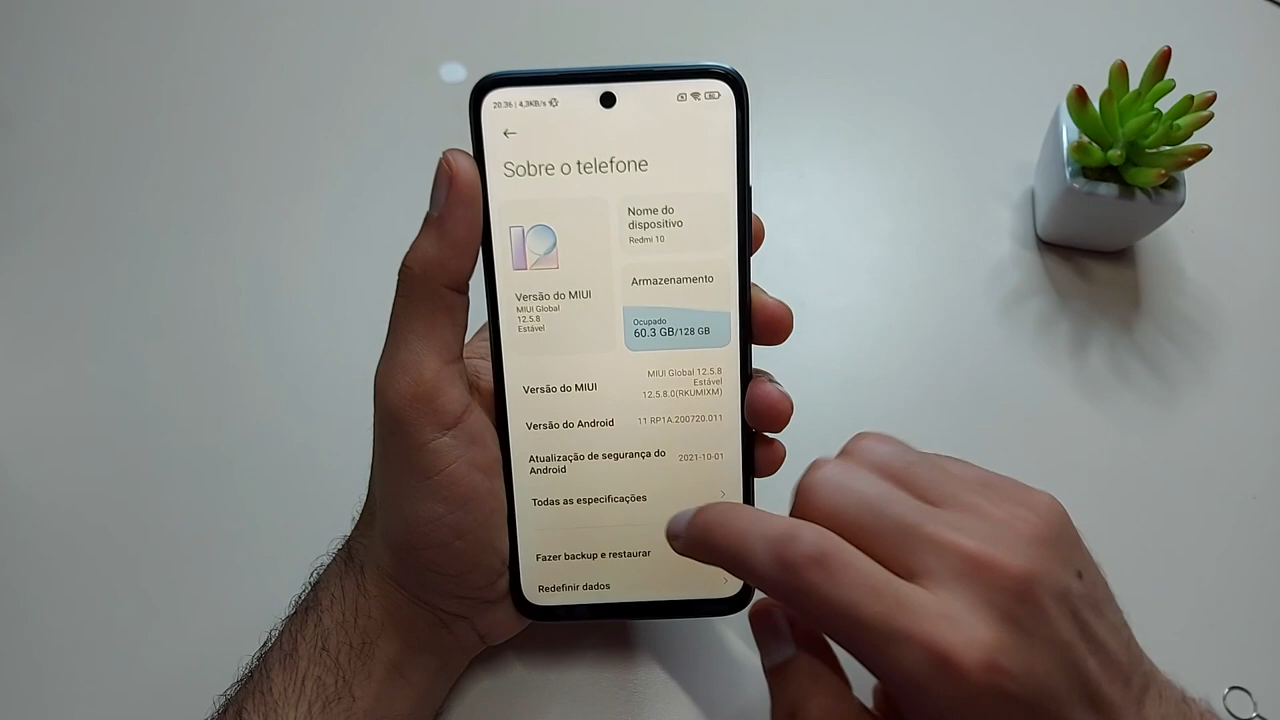 20:36 | 4,3KB/s
Sobre o telefone
12
Versão do MIUI
MIUI Global
12.5.8
Estável
Nome do
dispositivo
Redmi 10
Armazenamento
Ocupado
60.3 GB/128 GB
Versão do MIUI
MIUI Global 12.5.8
Estável
12.5.8.0(RKUMIXM)
Versão do Android
11 RP1A.200720.011
Atualização de segurança do
Android
2021-10-01
Todas as especificações
Fazer backup e restaurar
Redefinir dados